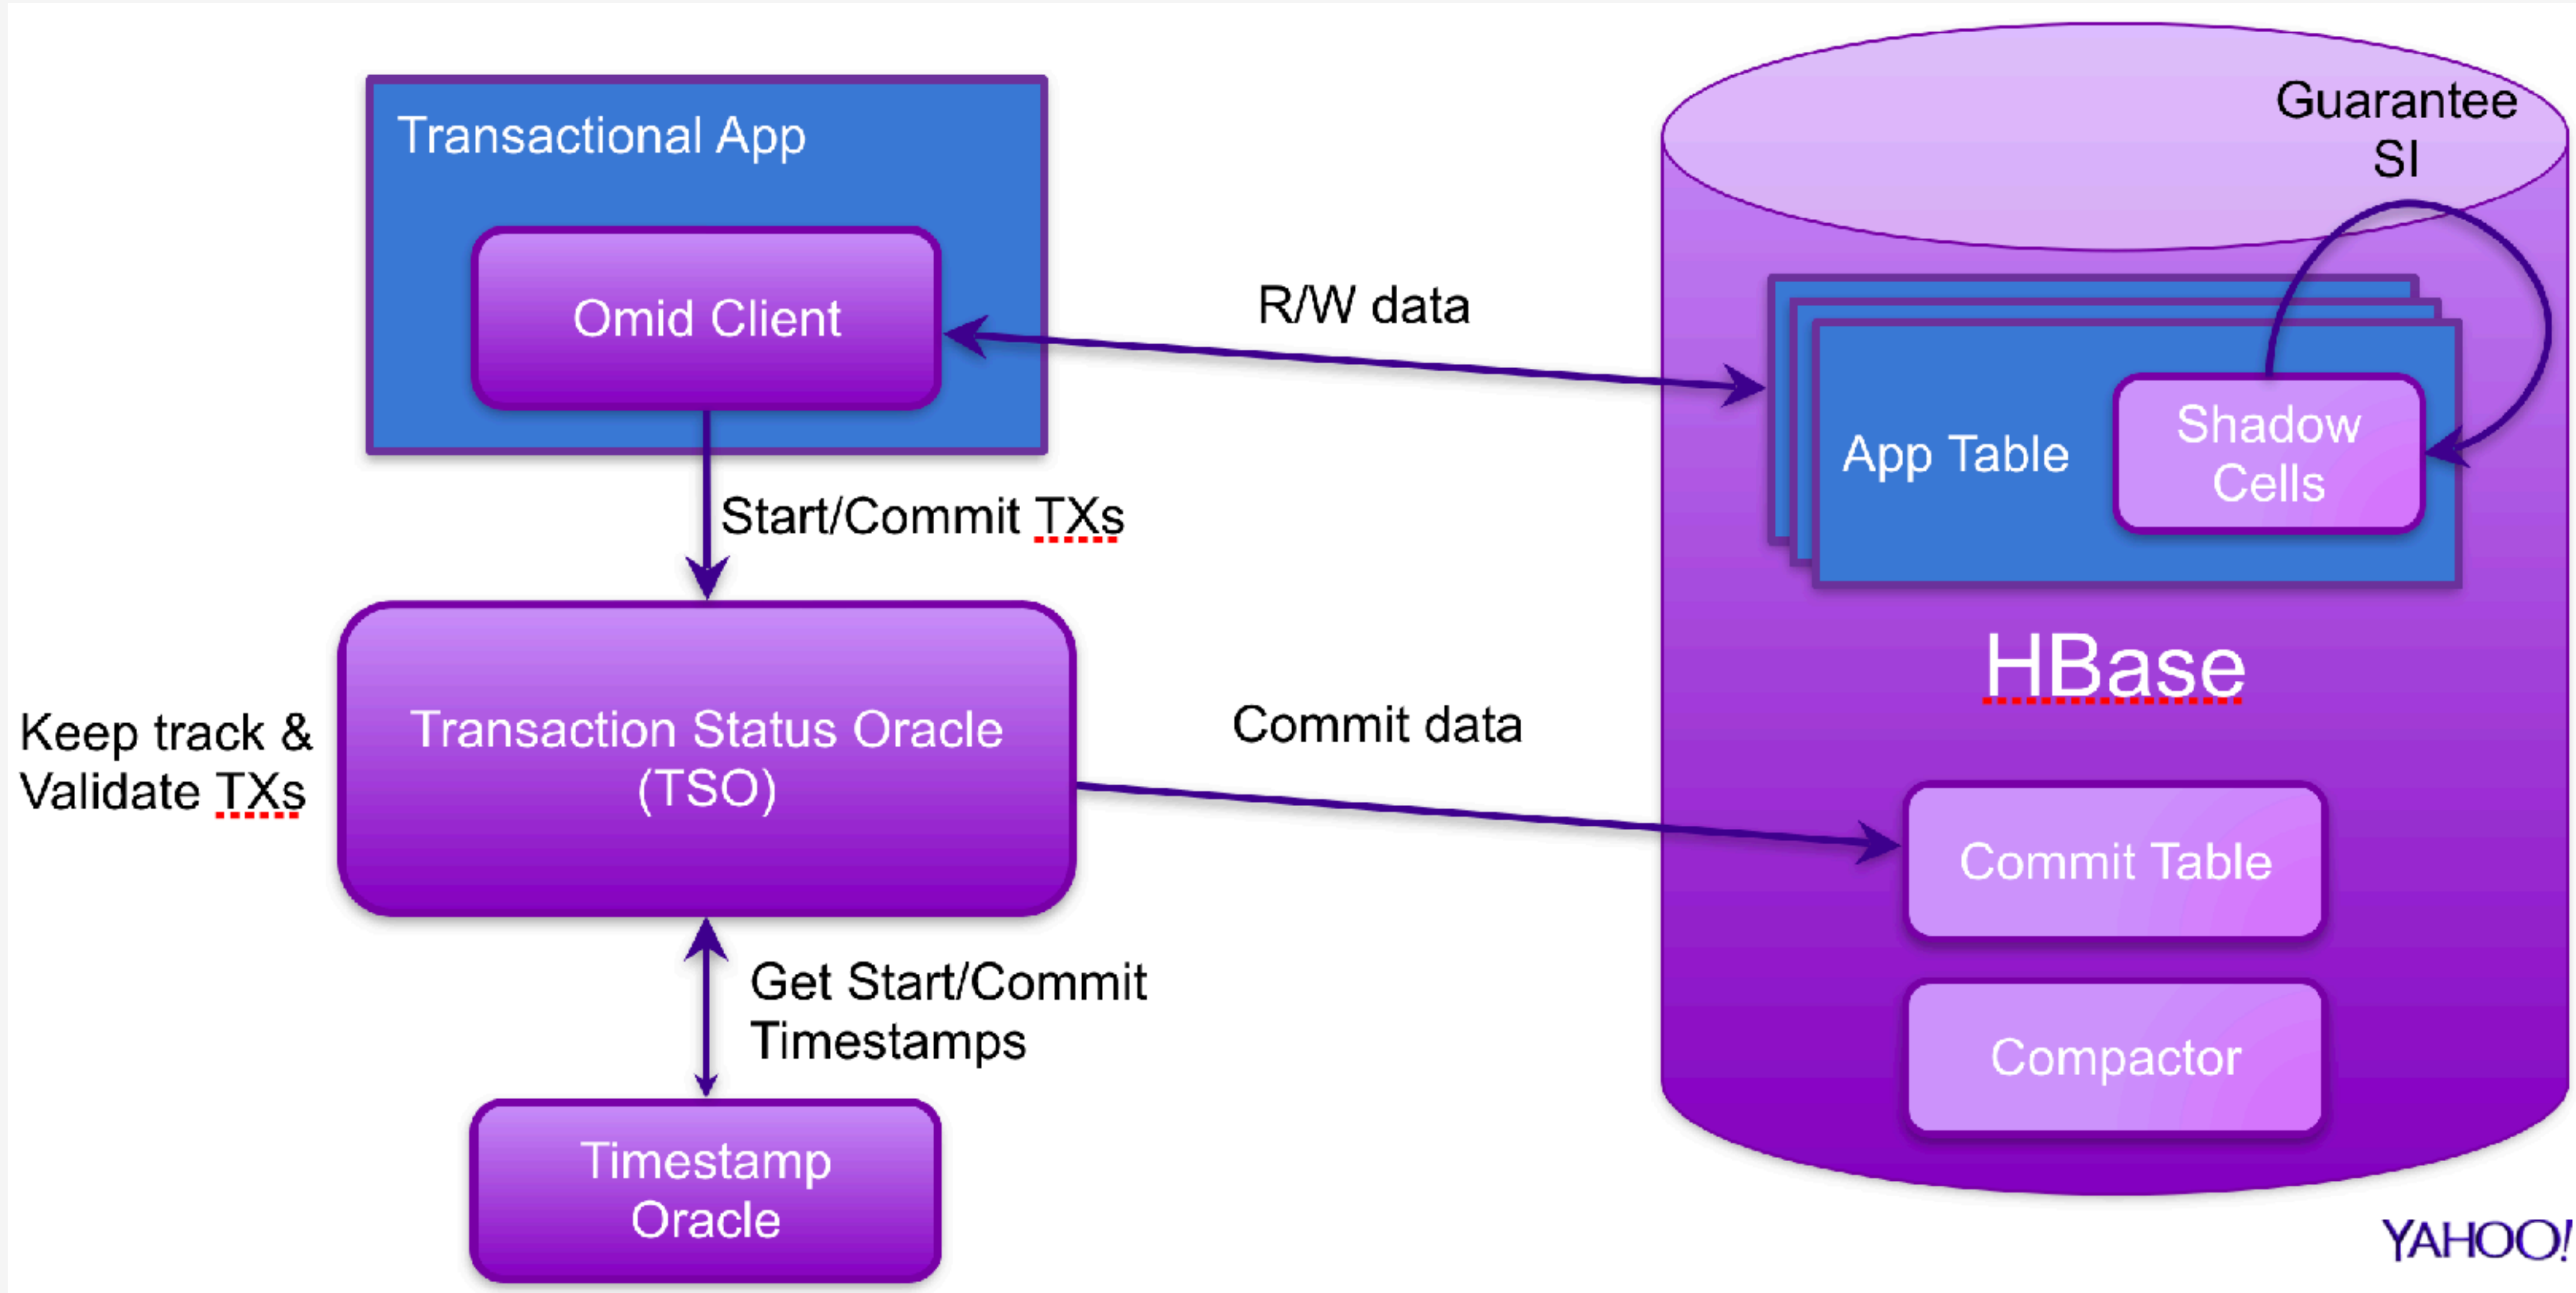 Transactional App
Omid Client
R/W data
Start/Commit TXs
Guarantee
SI
App Table
Shadow
Cells
HBase
Keep track &
Validate TXs
Transaction Status Oracle
(TSO)
Commit data
Commit Table
Get Start/Commit
Timestamps
Compactor
Timestamp
Oracle
YAHOO!